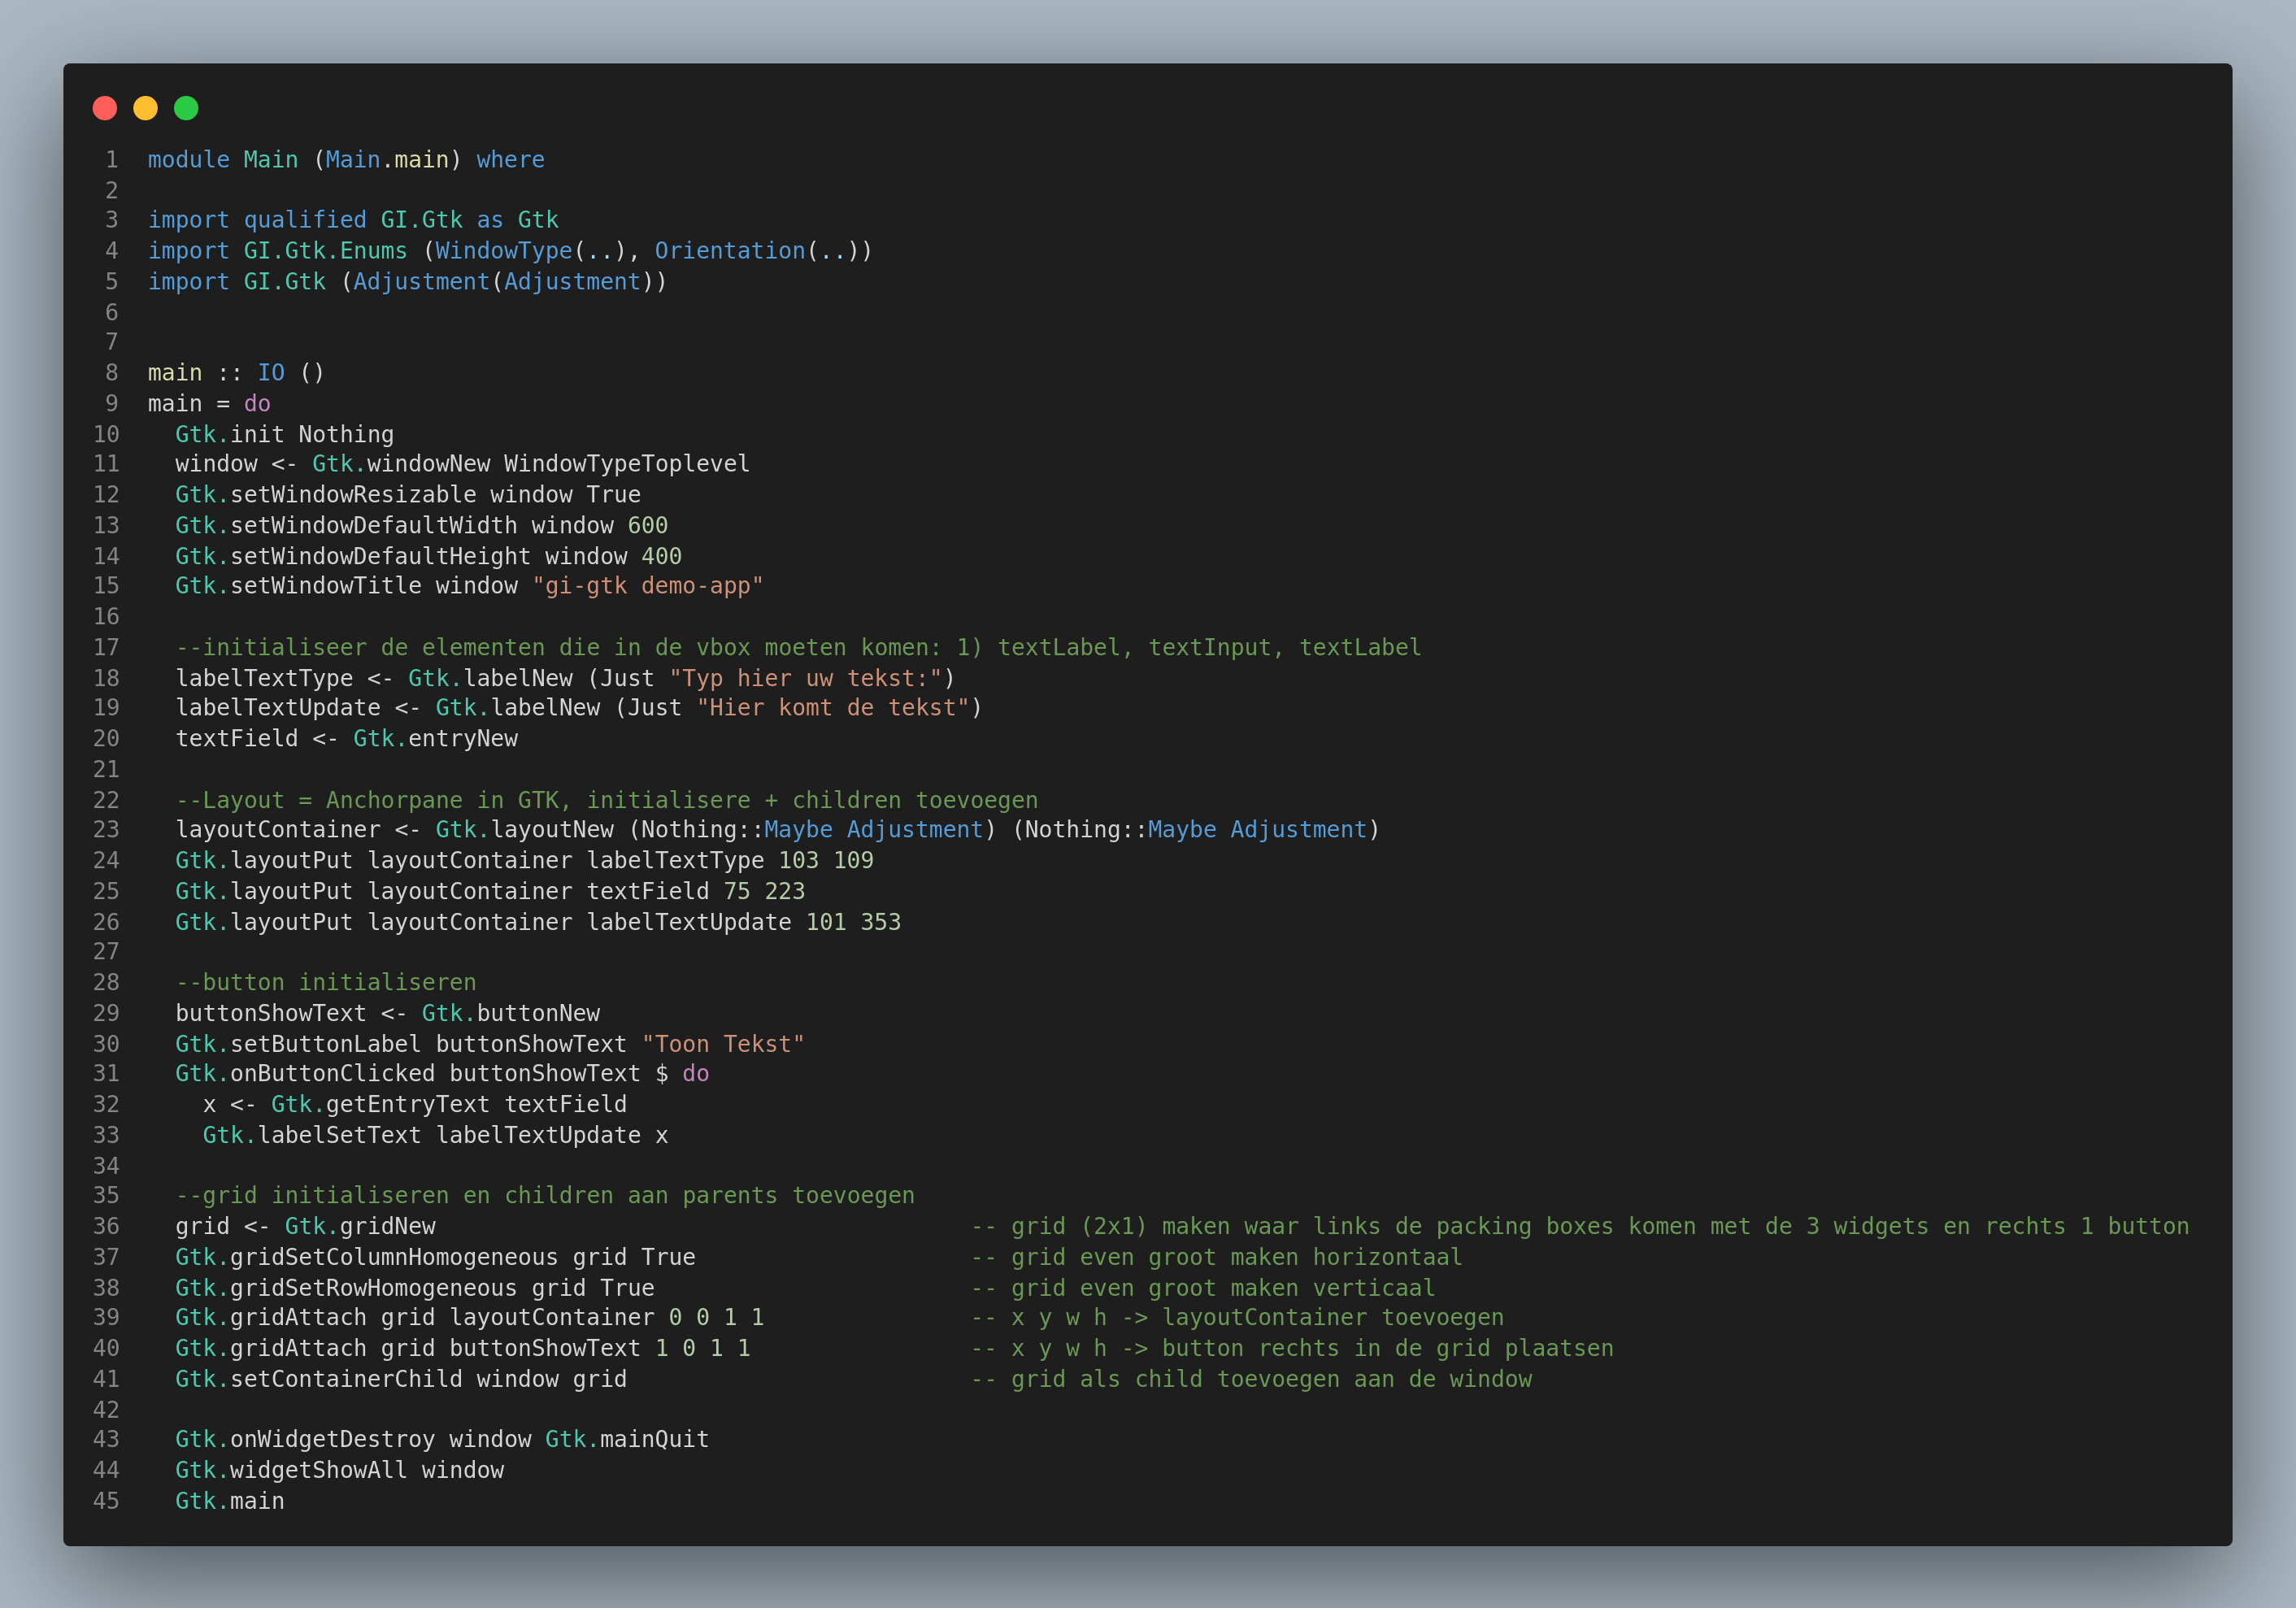 1 module Main (Main.main) where
2
3 import qualified GI.Gtk as Gtk
4 import GI.Gtk.Enums (WindowType(..), Orientation(..))
5 import GI.Gtk (Adjustment(Adjustment))
6
7
8 main :: IO ()
9 main = do
10   Gtk.init Nothing
11   window <- Gtk.windowNew WindowTypeToplevel
12   Gtk.setWindowResizable window True
13   Gtk.setWindowDefaultWidth window 600
14   Gtk.setWindowDefaultHeight window 400
15   Gtk.setWindowTitle window "gi-gtk demo-app"
16
17   --initialiseer de elementen die in de vbox moeten komen: 1) textLabel, textInput, textLabel
18   labelTextType <- Gtk.labelNew (Just "Typ hier uw tekst:")
19   labelTextUpdate <- Gtk.labelNew (Just "Hier komt de tekst")
20   textField <- Gtk.entryNew
21
22   --Layout = Anchorpane in GTK, initialisere + children toevoegen
23   layoutContainer <- Gtk.layoutNew (Nothing::Maybe Adjustment) (Nothing::Maybe Adjustment)
24   Gtk.layoutPut layoutContainer labelTextType 103 109
25   Gtk.layoutPut layoutContainer textField 75 223
26   Gtk.layoutPut layoutContainer labelTextUpdate 101 353
27
28   --button initialiseren
29   buttonShowText <- Gtk.buttonNew
30   Gtk.setButtonLabel buttonShowText "Toon Tekst"
31   Gtk.onButtonClicked buttonShowText $ do
32     x <- Gtk.getEntryText textField
33     Gtk.labelSetText labelTextUpdate x
34
35   --grid initialiseren en children aan parents toevoegen
36   grid <- Gtk.gridNew                                       -- grid (2x1) maken waar links de packing boxes komen met de 3 widgets en rechts 1 button
37   Gtk.gridSetColumnHomogeneous grid True                    -- grid even groot maken horizontaal
38   Gtk.gridSetRowHomogeneous grid True                       -- grid even groot maken verticaal
39   Gtk.gridAttach grid layoutContainer 0 0 1 1               -- x y w h -> layoutContainer toevoegen
40   Gtk.gridAttach grid buttonShowText 1 0 1 1                -- x y w h -> button rechts in de grid plaatsen
41   Gtk.setContainerChild window grid                         -- grid als child toevoegen aan de window
42
43   Gtk.onWidgetDestroy window Gtk.mainQuit
44   Gtk.widgetShowAll window
45   Gtk.main